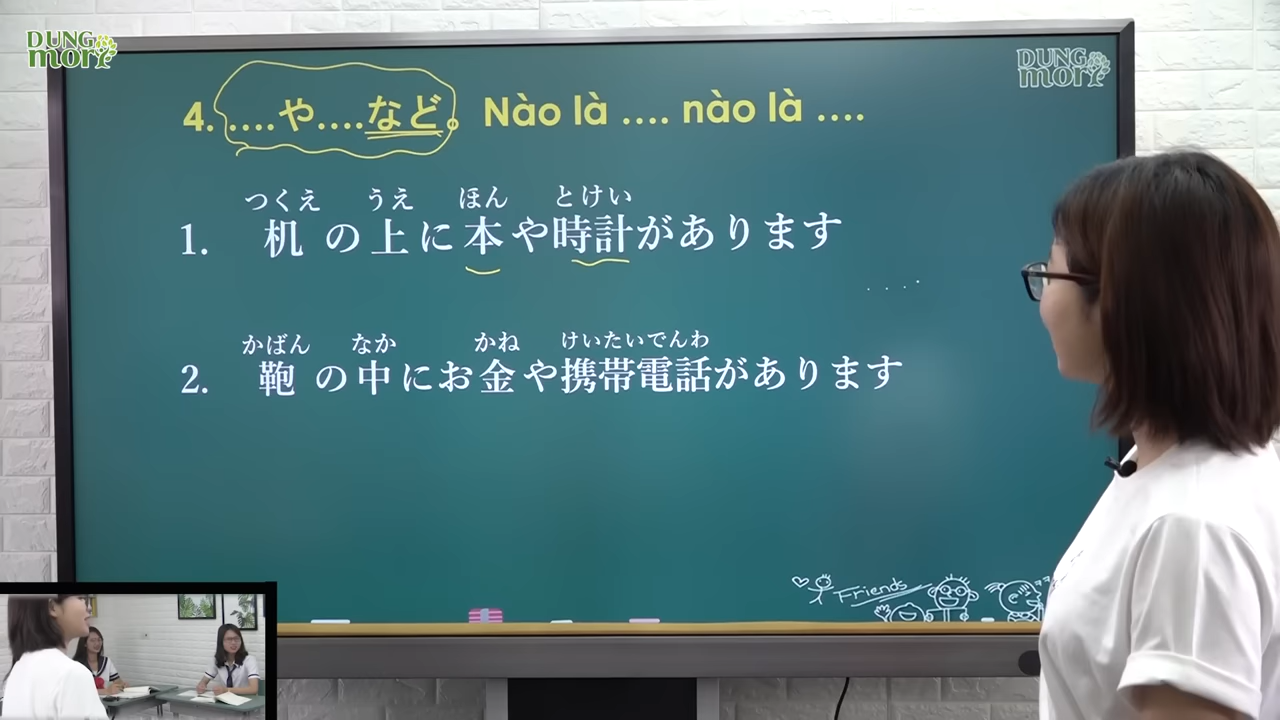 DUNG
mori
DUNG
mori
4. ....や....など。 Nào là .... nào là ....
つくえ うえ ほん とけい
1. 机の上に本や時計があります
かばん なか かね けいたいでんわ
2. 鞄の中にお金や携帯電話があります
Friends